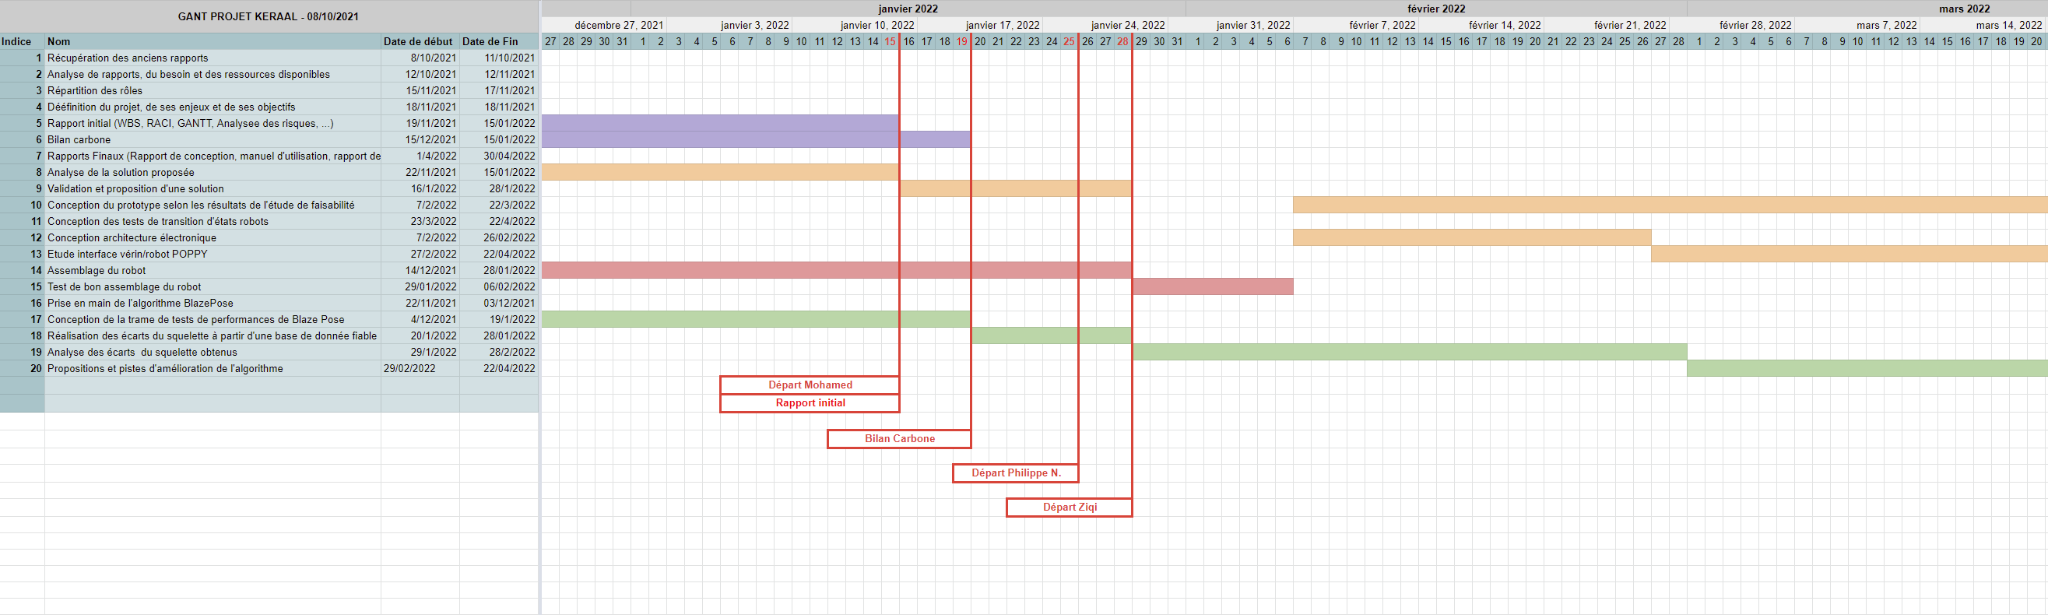 GANT PROJET KERAAL - 08/10/2021
janvier 2022 février 2022 mars 2022
décembre 27, 2021 janvier 3, 2022 janvier 10, 2022 janvier 17, 2022 janvier 24, 2022 janvier 31, 2022 février 7, 2022 février 14, 2022 février 21, 2022 février 28, 2022 mars 7, 2022 mars 14, 2022
Indice Nom Date de début Date de Fin 27 28 29 30 31 1 2 3 4 5 6 7 8 9 10 11 12 13 14 15 16 17 18 19 20 21 22 23 24 25 26 27 28 29 30 31 1 2 3 4 5 6 7 8 9 10 11 12 13 14 15 16 17 18 19 20 21 22 23 24 25 26 27 28 1 2 3 4 5 6 7 8 9 10 11 12 13 14 15 16 17 18 19 20
1 Récupération des anciens rapports 8/10/2021 11/10/2021
2 Analyse de rapports, du besoin et des ressources disponibles 12/10/2021 12/11/2021
3 Répartition des rôles 15/11/2021 17/11/2021
4 Dééfinition du projet, de ses enjeux et de ses objectifs 18/11/2021 18/11/2021
5 Rapport initial (WBS, RACI, GANTT, Analysee des risques, ...) 19/11/2021 15/01/2022
6 Bilan carbone 15/12/2021 15/01/2022
7 Rapports Finaux (Rapport de conception, manuel d'utilisation, rapport de 1/4/2022 30/04/2022
8 Analyse de la solution proposée 22/11/2021 15/01/2022
9 Validation et proposition d'une solution 16/1/2022 28/1/2022
10 Conception du prototype selon les résultats de l'étude de faisabilité 7/2/2022 22/3/2022
11 Conception des tests de transition d'états robots 23/3/2022 22/4/2022
12 Conception architecture électronique 7/2/2022 26/02/2022
13 Etude interface vérin/robot POPPY 27/2/2022 22/04/2022
14 Assemblage du robot 14/12/2021 28/01/2022
15 Test de bon assemblage du robot 29/01/2022 06/02/2022
16 Prise en main de l'algorithme BlazePose 22/11/2021 03/12/2021
17 Conception de la trame de tests de performances de Blaze Pose 4/12/2021 19/1/2022
18 Réalisation des écarts du squelette à partir d'une base de donnée fiable 20/1/2022 28/01/2022
19 Analyse des écarts du squelette obtenus 29/1/2022 28/2/2022
20 Propositions et pistes d'amélioration de l'algorithme 29/02/2022 22/04/2022
Départ Mohamed
Rapport initial
Bilan Carbone
Départ Philippe N.
Départ Ziqi